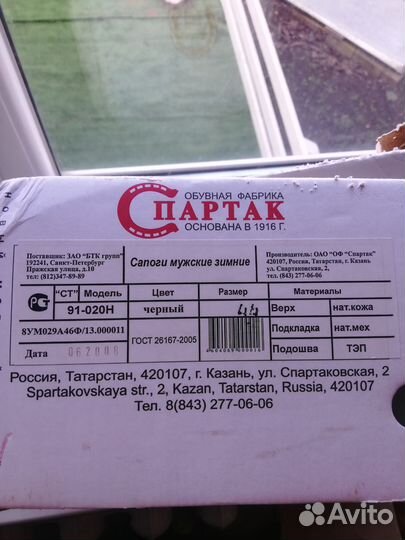 ОБУВНАЯ ФАБРИКА
СПАРТАК
ОСНОВАНА В 1916 Г.
Поставщик: ЗАО "БТК групп"
192241, Санкт-Петербург
Пражская улица, д.10
тел. (812)347-89-89
Сапоги мужские зимние
Производитель: ОАО "ОФ "Спартак"
420107, Россия, Татарстан, г. Казань
ул. Спартаковская, 2
тел. (843) 277-06-06
РСТ "СТ" Модель Цвет Размер Материалы
91-020Н черный 44 Верх нат.кожа
8УМ029А46Ф/13.000011 ГОСТ 26167-2005 Подкладка нат.мех
Дата 062008 Подошва ТЭП
Россия, Татарстан, 420107, г. Казань, ул. Спартаковская, 2
Spartakovskaya str., 2, Kazan, Tatarstan, Russia, 420107
Тел. 8(843) 277-06-06
Avito